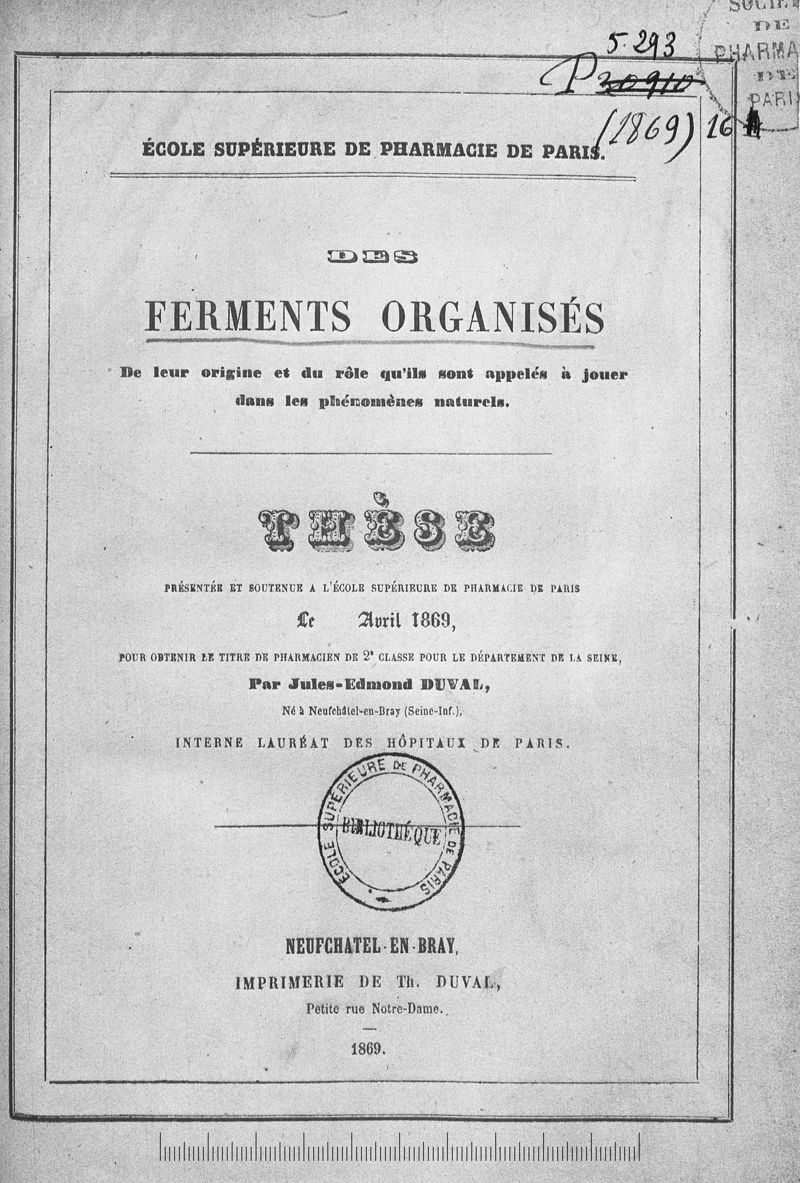 SOCIÉTÉ
DE
PHARMA
DE
PARIS
5.293
P 30910
(1869) 16
ÉCOLE SUPÉRIEURE DE PHARMACIE DE PARIS.
DES
FERMENTS ORGANISÉS
De leur origine et du rôle qu'ils sont appelés à jouer
dans les phénomènes naturels.
THÈSE
PRÉSENTÉE ET SOUTENUE A L'ÉCOLE SUPÉRIEURE DE PHARMACIE DE PARIS
Le Avril 1869,
POUR OBTENIR LE TITRE DE PHARMACIEN DE 2e CLASSE POUR LE DÉPARTEMENT DE LA SEINE,
Par Jules-Edmond DUVAL,
Né à Neufchâtel-en-Bray (Seine-Inf.),
INTERNE LAURÉAT DES HÔPITAUX DE PARIS.
ÉCOLE SUPÉRIEURE DE PHARMACIE DE PARIS
BIBLIOTHÉQUE
NEUFCHATEL-EN-BRAY,
IMPRIMERIE DE Th. DUVAL,
Petite rue Notre-Dame.
1869.